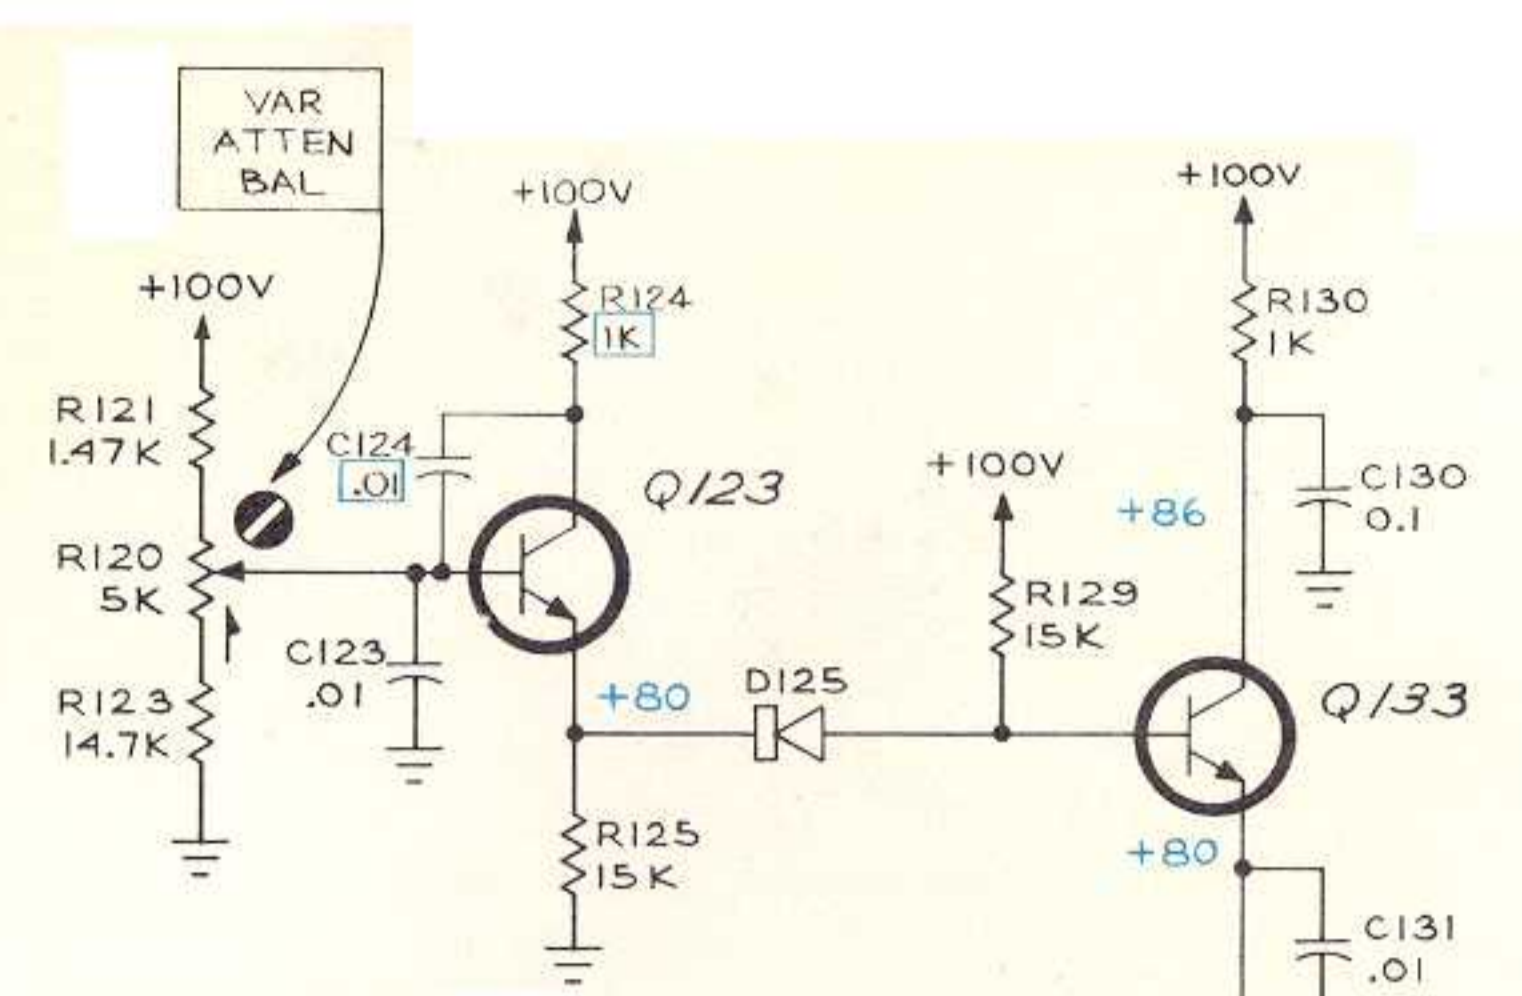 VAR
ATTEN
BAL
+100V
+100V
+100V
R124
1K
R130
1K
R121
1.47K
C124
.01
Q123
+100V
+86
C130
0.1
R120
5K
R129
15K
C123
.01
R123
14.7K
+80
D125
Q133
R125
15K
+80
C131
.01